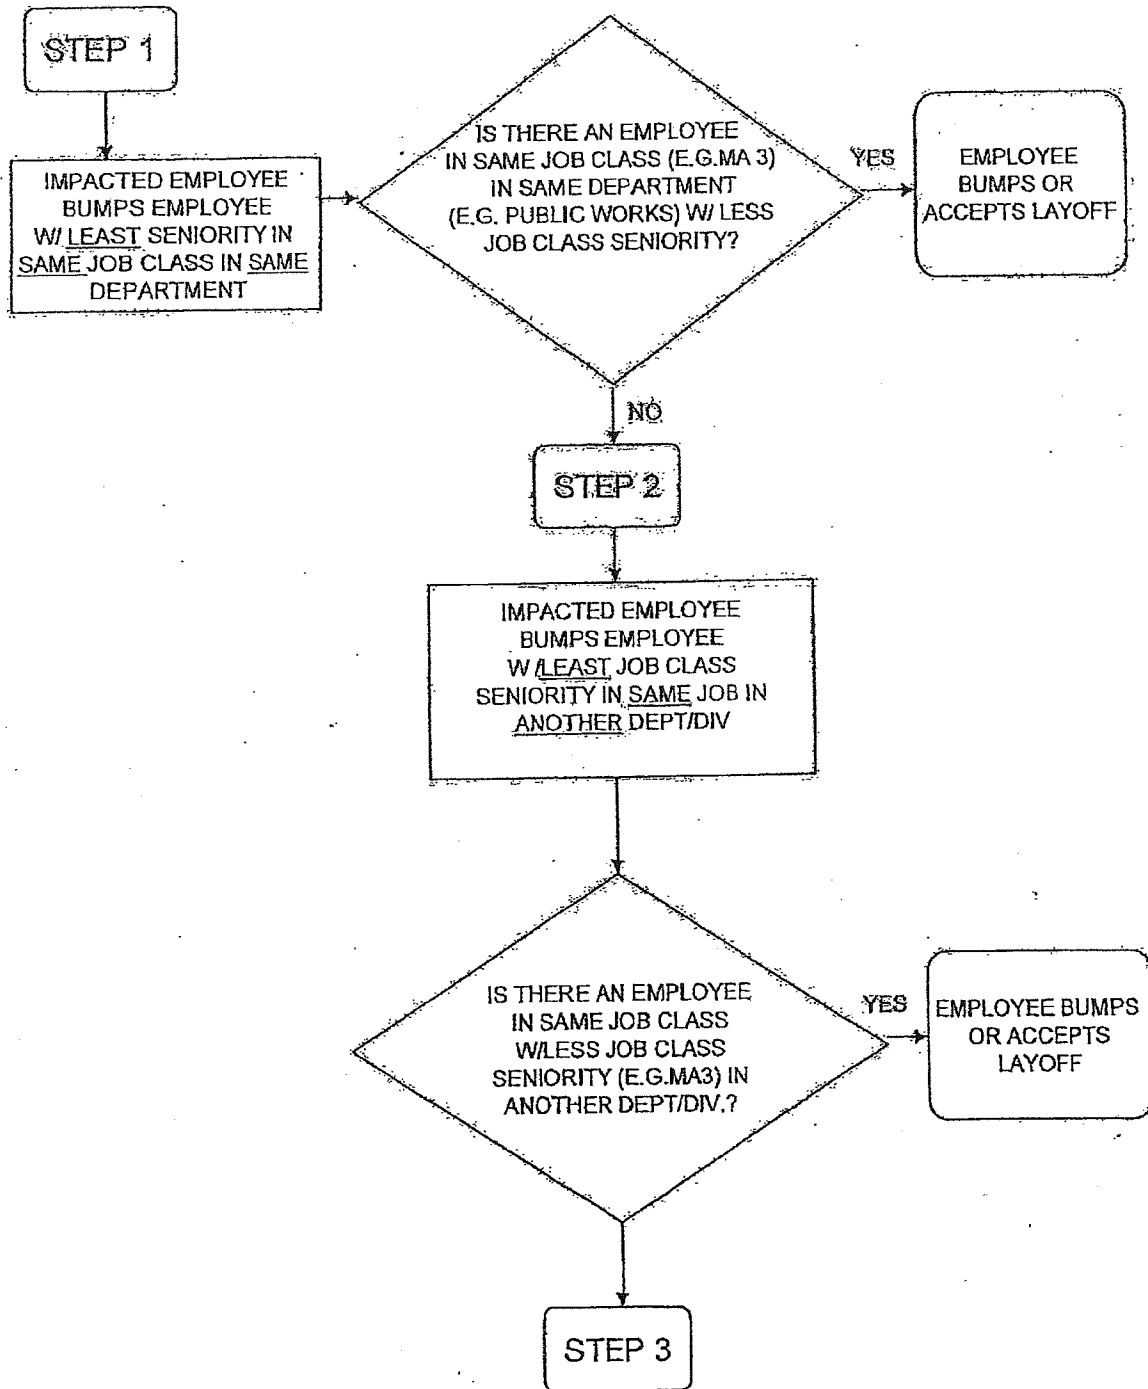 STEP 1
IMPACTED EMPLOYEE
BUMPS EMPLOYEE
W/ LEAST SENIORITY IN
SAME JOB CLASS IN SAME
DEPARTMENT
IS THERE AN EMPLOYEE
IN SAME JOB CLASS (E.G.MA 3)
IN SAME DEPARTMENT
(E.G. PUBLIC WORKS) W/ LESS
JOB CLASS SENIORITY?
YES
EMPLOYEE
BUMPS OR
ACCEPTS LAYOFF
NO
STEP 2
IMPACTED EMPLOYEE
BUMPS EMPLOYEE
W/LEAST JOB CLASS
SENIORITY IN SAME JOB IN
ANOTHER DEPT/DIV
IS THERE AN EMPLOYEE
IN SAME JOB CLASS
W/LESS JOB CLASS
SENIORITY (E.G.MA3) IN
ANOTHER DEPT/DIV.?
YES
EMPLOYEE BUMPS
OR ACCEPTS
LAYOFF
STEP 3